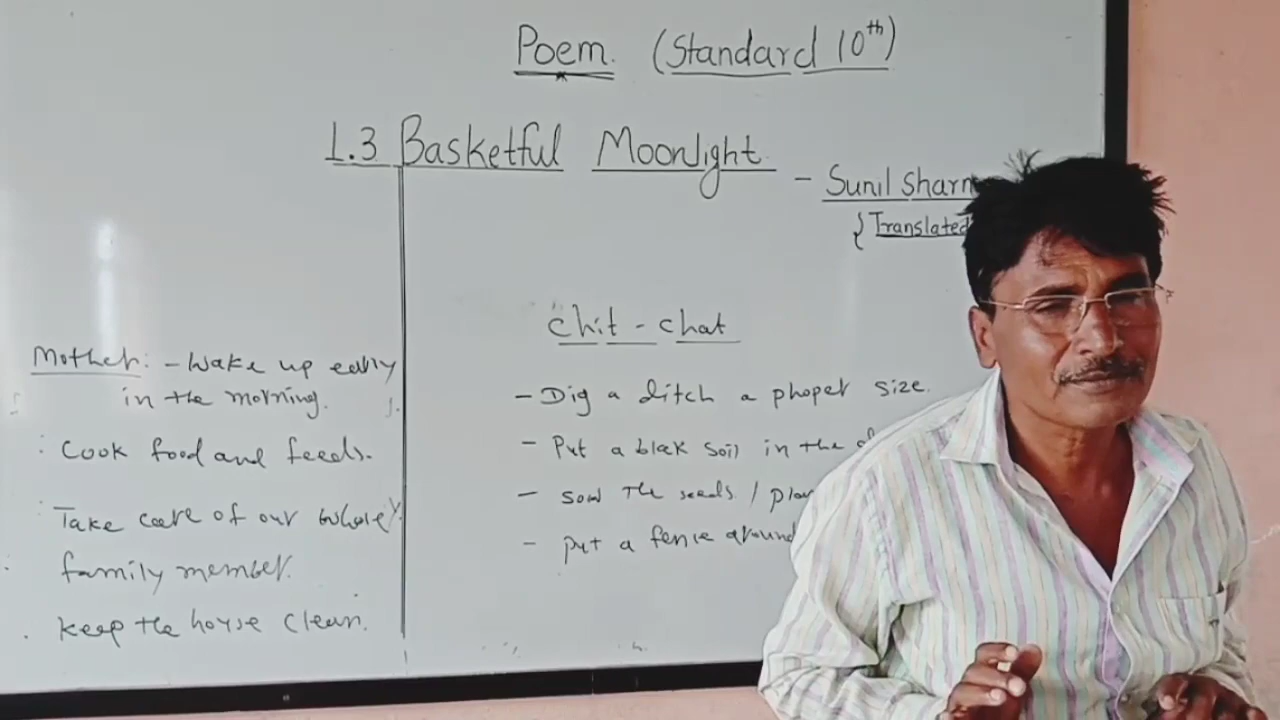 Poem. (Standard 10th)
1.3 Basketful Moonlight
- Sunil Sharm
{ Translated
Chit - chat
Mother: - Wake up early
in the morning.
Cook food and feeds.
Take care of our whole
family member.
keep the house clean.
- Dig a ditch a proper size.
- Put a black soil in the
- Sow the seeds /
- Put a fence around